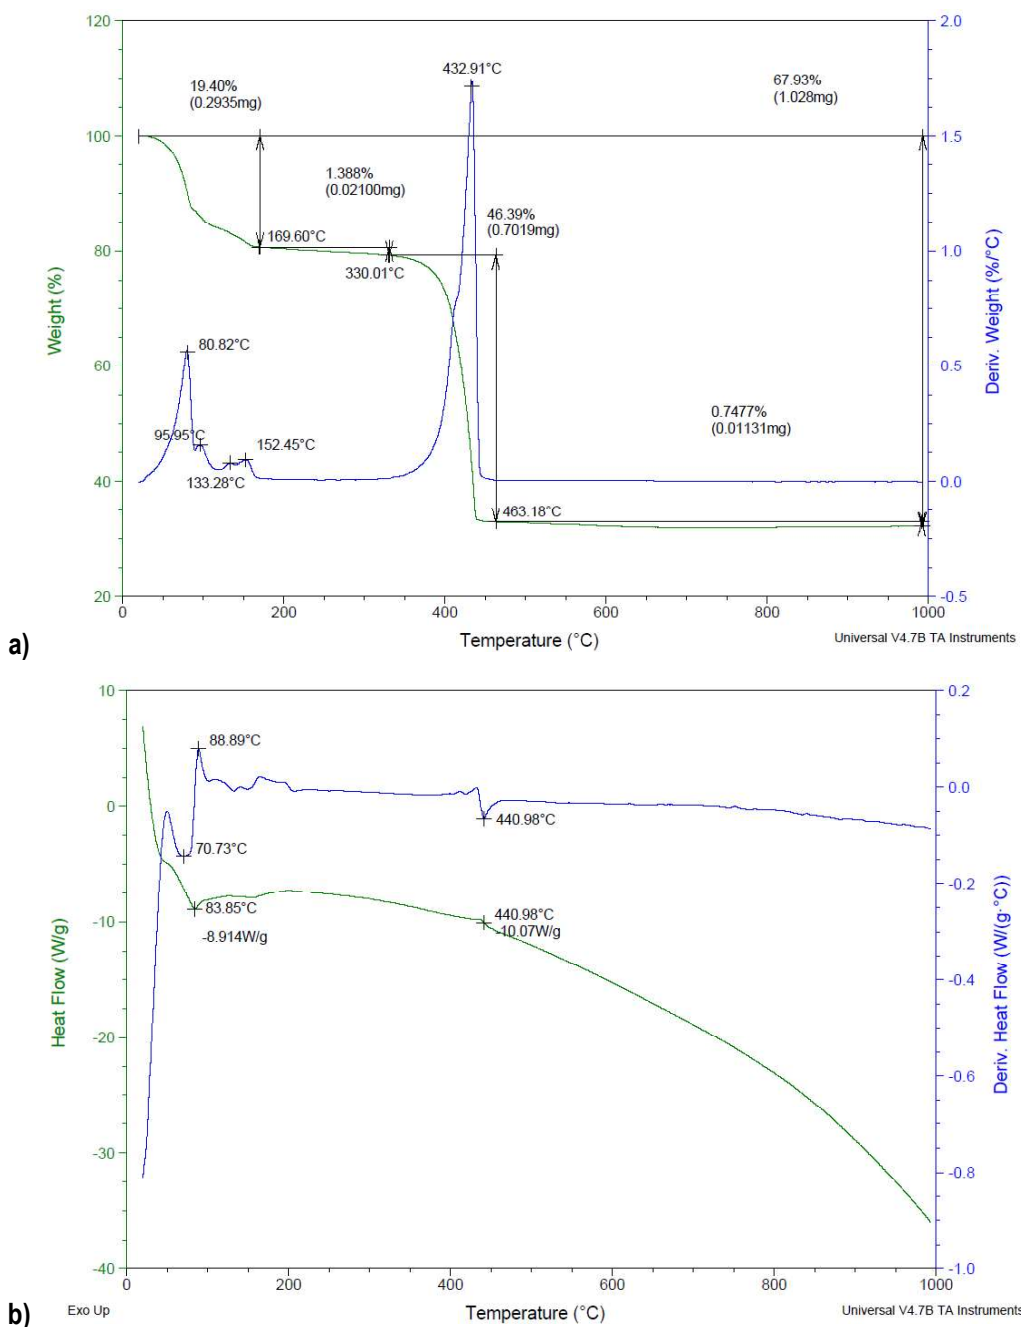 120
2.0
432.91°C
19.40%
(0.2935mg)
67.93%
(1.028mg)
100
1.5
1.388%
(0.02100mg)
46.39%
(0.7019mg)
169.60°C
80
1.0
330.01°C
Weight (%)
Deriv. Weight (%/°C)
80.82°C
60
0.5
95.95°C
152.45°C
0.7477%
(0.01131mg)
133.28°C
40
0.0
463.18°C
20
-0.5
0
200
400
600
800
1000
a)
Temperature (°C)
Universal V4.7B TA Instruments
10
0.2
88.89°C
0
0.0
70.73°C
440.98°C
-0.2
83.85°C
-8.914W/g
440.98°C
-10.07W/g
-10
Heat Flow (W/g)
Deriv. Heat Flow (W/(g·°C))
-0.4
-20
-0.6
-30
-0.8
-40
-1.0
0
200
400
600
800
1000
b)
Exo Up
Temperature (°C)
Universal V4.7B TA Instruments